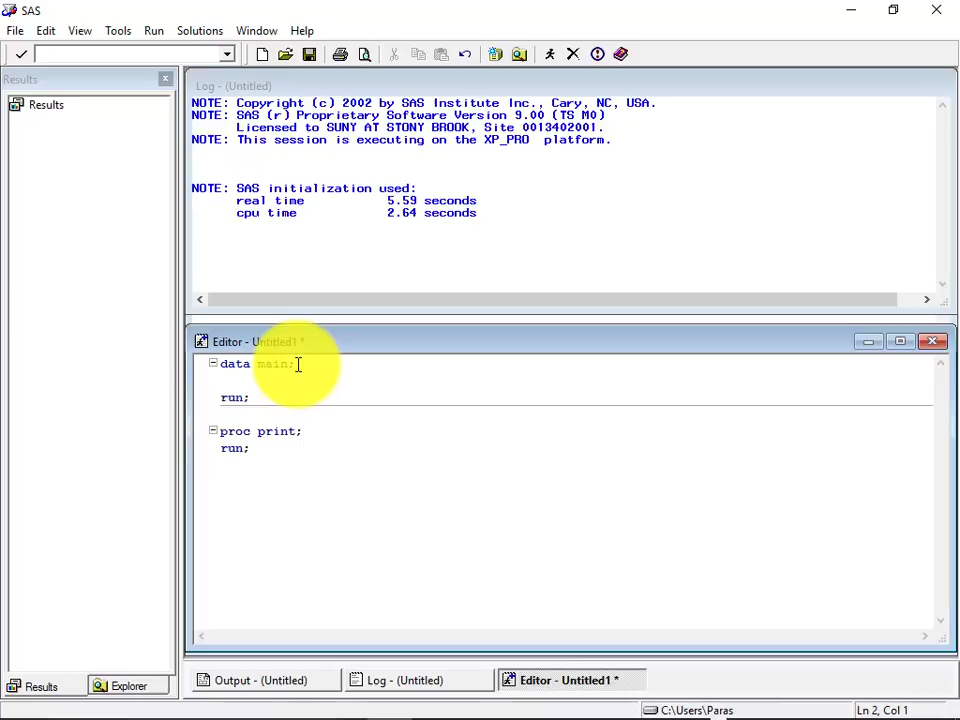 SAS
File Edit View Tools Run Solutions Window Help
Results
Results
Log - (Untitled)
NOTE: Copyright (c) 2002 by SAS Institute Inc., Cary, NC, USA.
NOTE: SAS (r) Proprietary Software Version 9.00 (TS M0)
Licensed to SUNY AT STONY BROOK, Site 0013402001.
NOTE: This session is executing on the XP_PRO platform.
NOTE: SAS initialization used:
real time 5.59 seconds
cpu time 2.64 seconds
Editor - Untitled1 *
data main;
run;
proc print;
run;
Results Explorer
Output - (Untitled) Log - (Untitled) Editor - Untitled1 *
C:\Users\Paras Ln 2, Col 1